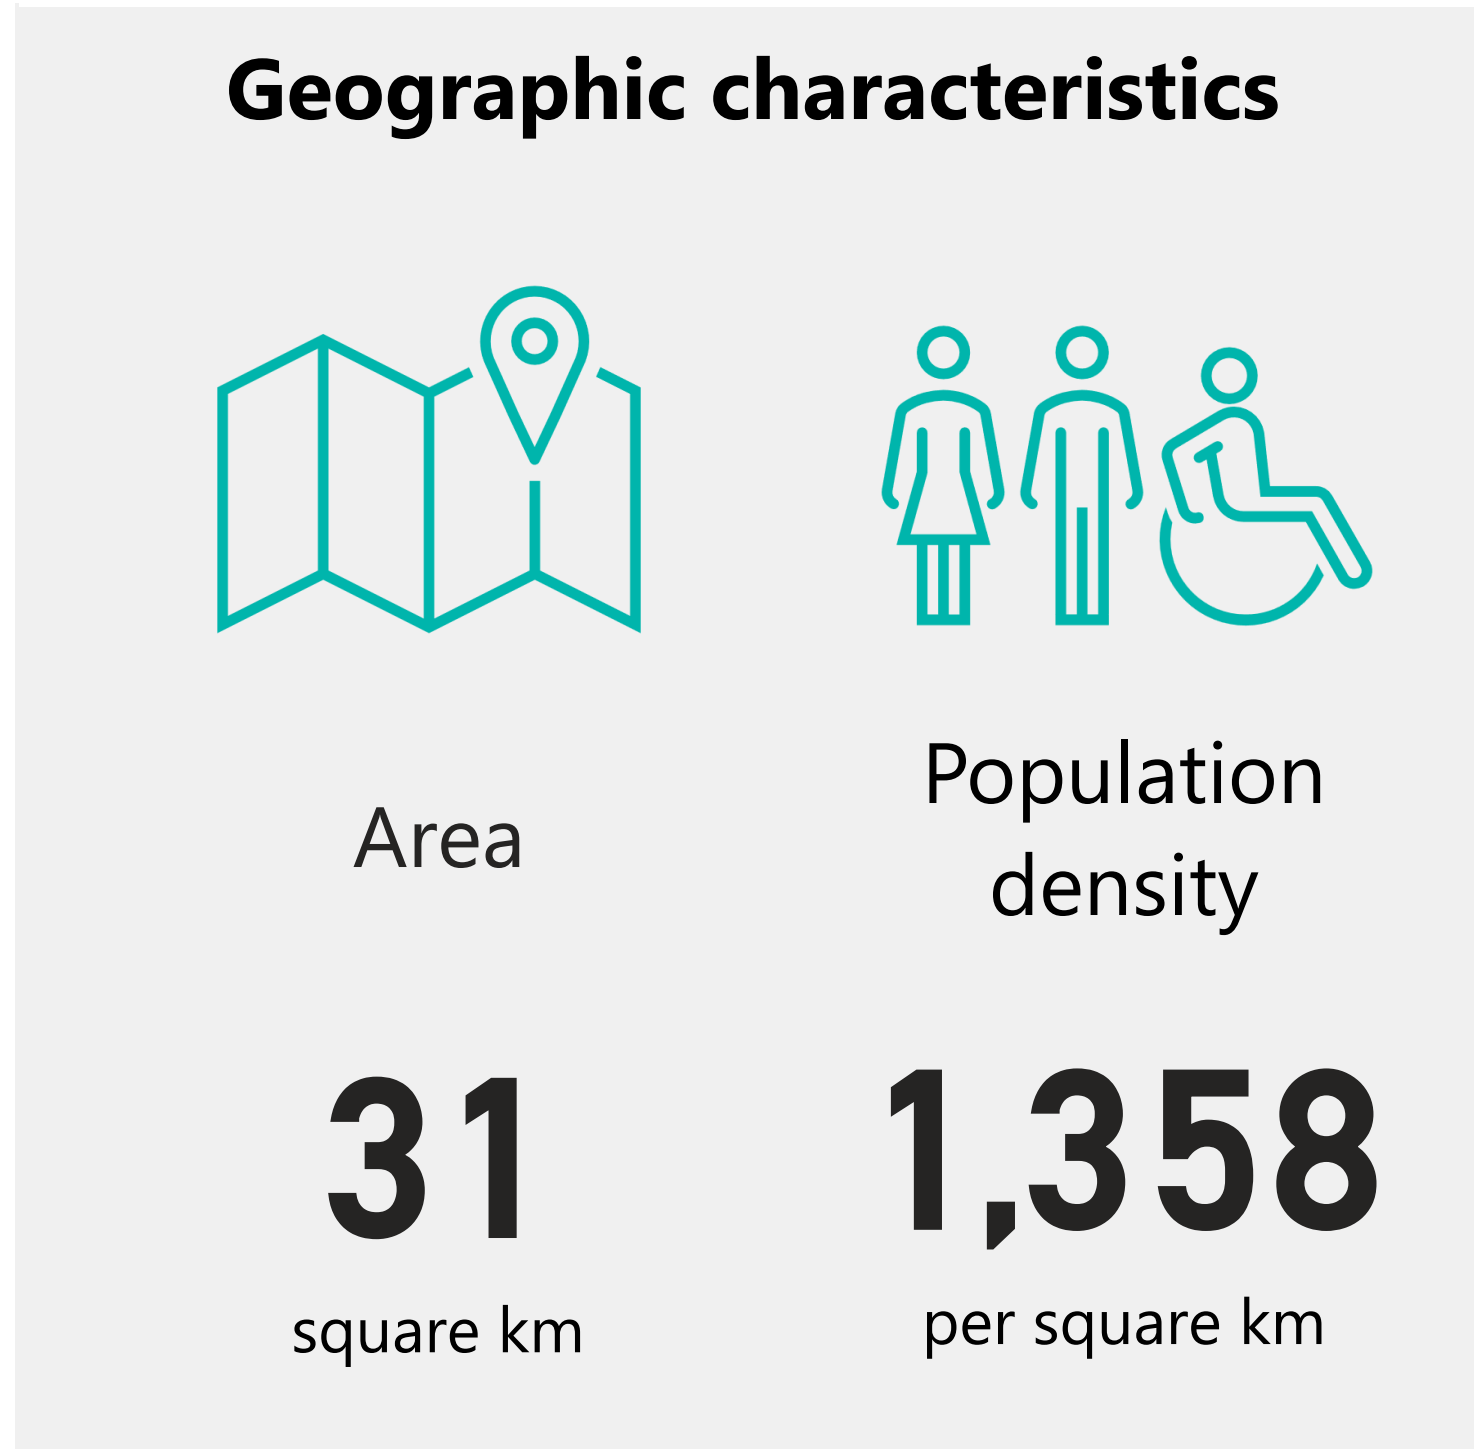 Geographic characteristics
Area
31
square km
Population
density
1,358
per square km